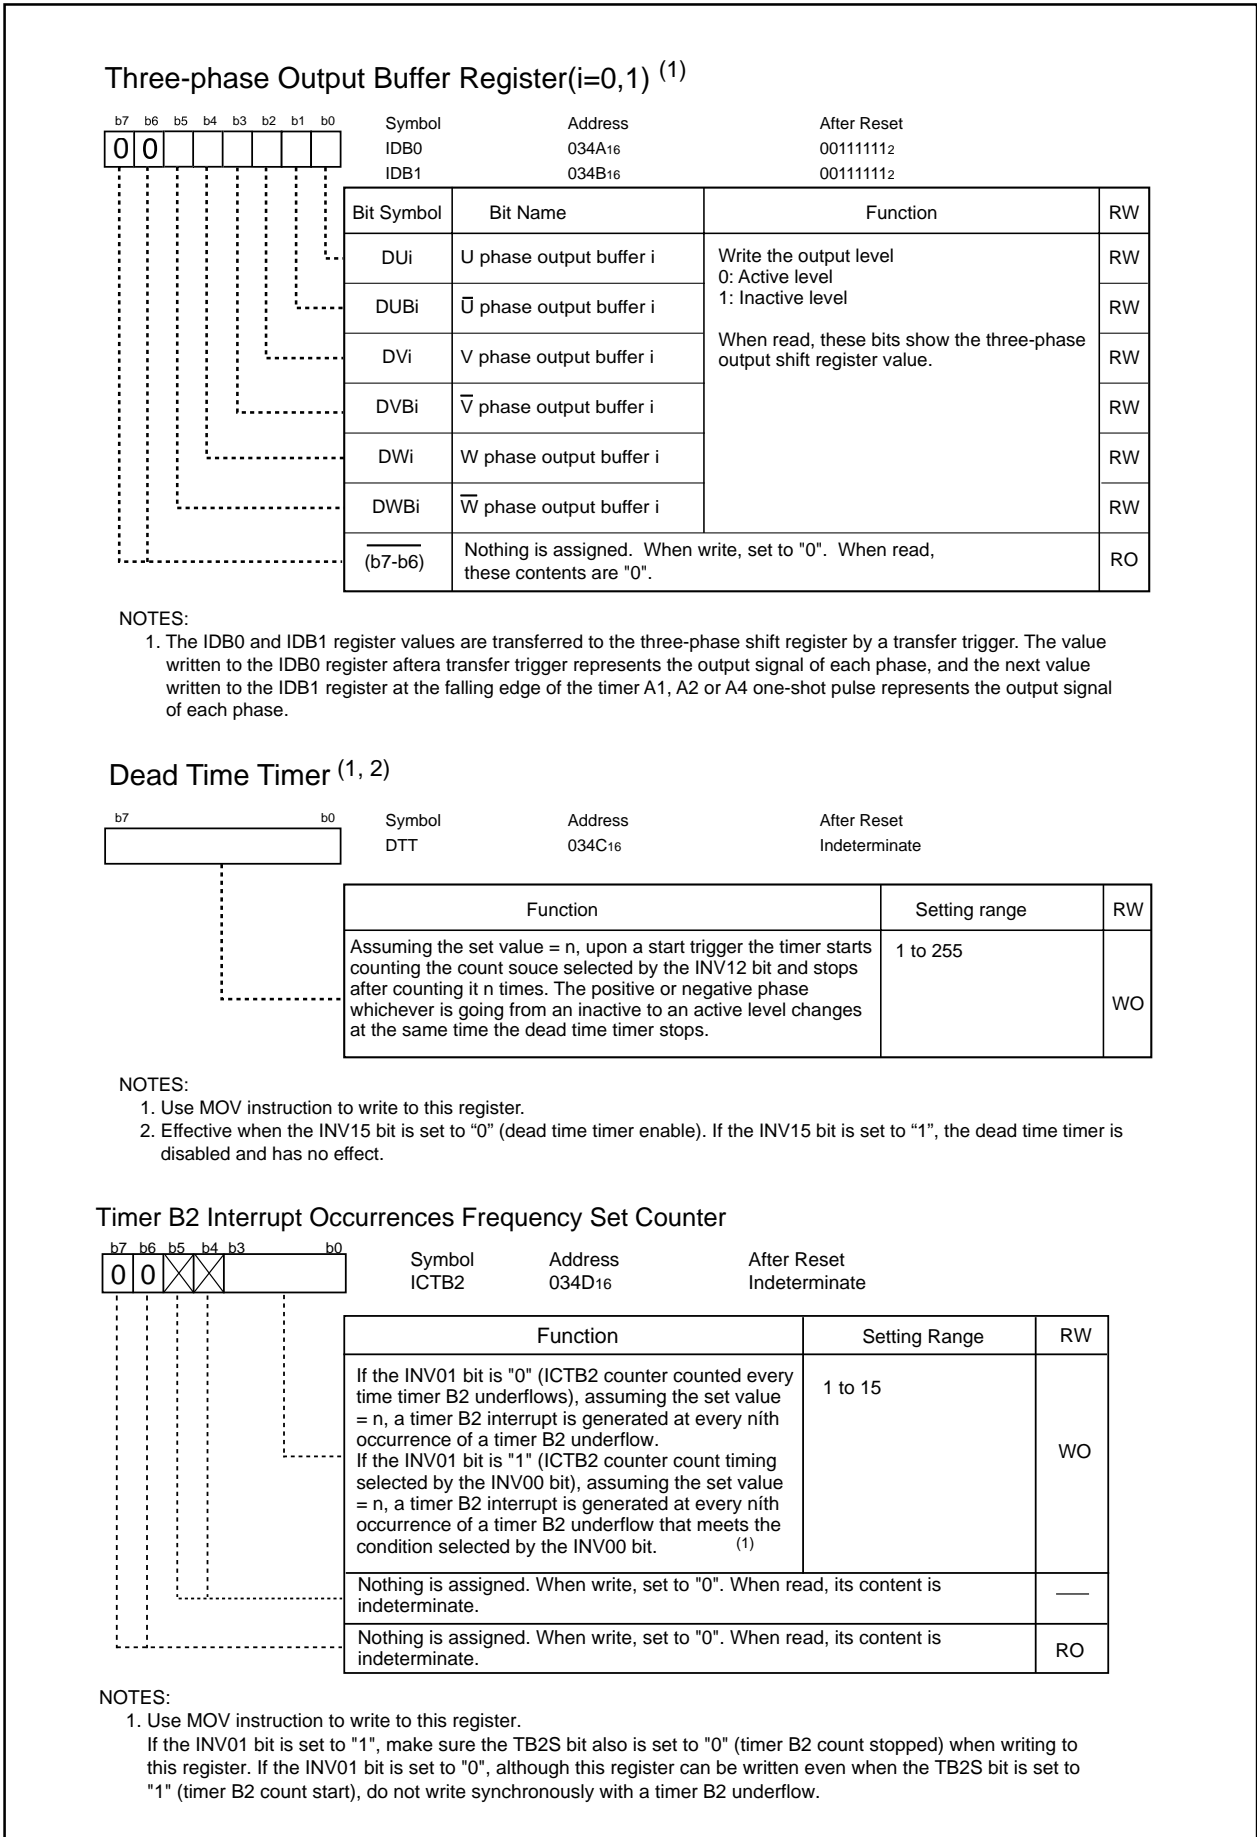 Three-phase Output Buffer Register(i=0,1) (1)
b7 b6 b5 b4 b3 b2 b1 b0
Symbol Address After Reset
0 0
IDB0 034A16 001111112
IDB1 034B16 001111112
Bit Symbol Bit Name Function RW
DUi U phase output buffer i Write the output level RW
0: Active level
1: Inactive level
DUBi U̅ phase output buffer i RW
When read, these bits show the three-phase
output shift register value.
DVi V phase output buffer i RW
DVBi V̅ phase output buffer i RW
DWi W phase output buffer i RW
DWBi W̅ phase output buffer i RW
(b7-b6) Nothing is assigned. When write, set to "0". When read, RO
these contents are "0".
NOTES:
1. The IDB0 and IDB1 register values are transferred to the three-phase shift register by a transfer trigger. The value
written to the IDB0 register aftera transfer trigger represents the output signal of each phase, and the next value
written to the IDB1 register at the falling edge of the timer A1, A2 or A4 one-shot pulse represents the output signal
of each phase.
Dead Time Timer (1, 2)
b7 b0
Symbol Address After Reset
DTT 034C16 Indeterminate
Function Setting range RW
Assuming the set value = n, upon a start trigger the timer starts 1 to 255
counting the count souce selected by the INV12 bit and stops
after counting it n times. The positive or negative phase
whichever is going from an inactive to an active level changes WO
at the same time the dead time timer stops.
NOTES:
1. Use MOV instruction to write to this register.
2. Effective when the INV15 bit is set to “0” (dead time timer enable). If the INV15 bit is set to “1”, the dead time timer is
disabled and has no effect.
Timer B2 Interrupt Occurrences Frequency Set Counter
b7 b6 b5 b4 b3 b0
Symbol Address After Reset
0 0
ICTB2 034D16 Indeterminate
Function Setting Range RW
If the INV01 bit is "0" (ICTB2 counter counted every 1 to 15
time timer B2 underflows), assuming the set value
= n, a timer B2 interrupt is generated at every níth
occurrence of a timer B2 underflow.
If the INV01 bit is "1" (ICTB2 counter count timing WO
selected by the INV00 bit), assuming the set value
= n, a timer B2 interrupt is generated at every níth
occurrence of a timer B2 underflow that meets the
condition selected by the INV00 bit. (1)
Nothing is assigned. When write, set to "0". When read, its content is
indeterminate.
Nothing is assigned. When write, set to "0". When read, its content is RO
indeterminate.
NOTES:
1. Use MOV instruction to write to this register.
If the INV01 bit is set to "1", make sure the TB2S bit also is set to "0" (timer B2 count stopped) when writing to
this register. If the INV01 bit is set to "0", although this register can be written even when the TB2S bit is set to
"1" (timer B2 count start), do not write synchronously with a timer B2 underflow.